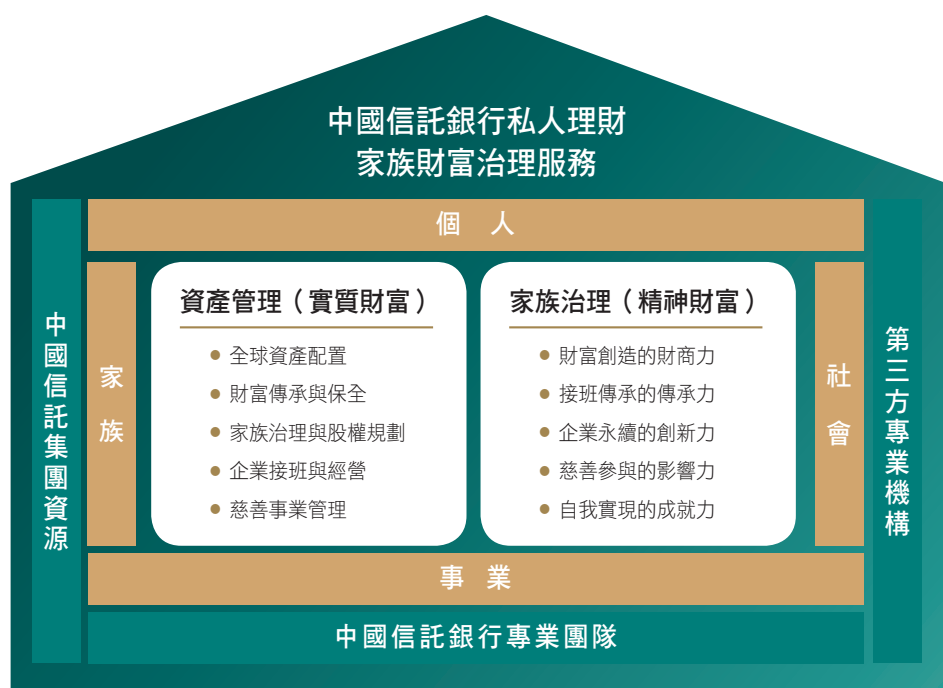 中國信託銀行私人理財
家族財富治理服務
個人
中國信託集團資源
家族
資產管理（實質財富）
● 全球資產配置
● 財富傳承與保全
● 家族治理與股權規劃
● 企業接班與經營
● 慈善事業管理
家族治理（精神財富）
● 財富創造的財商力
● 接班傳承的傳承力
● 企業永續的創新力
● 慈善參與的影響力
● 自我實現的成就力
社會
第三方專業機構
事業
中國信託銀行專業團隊